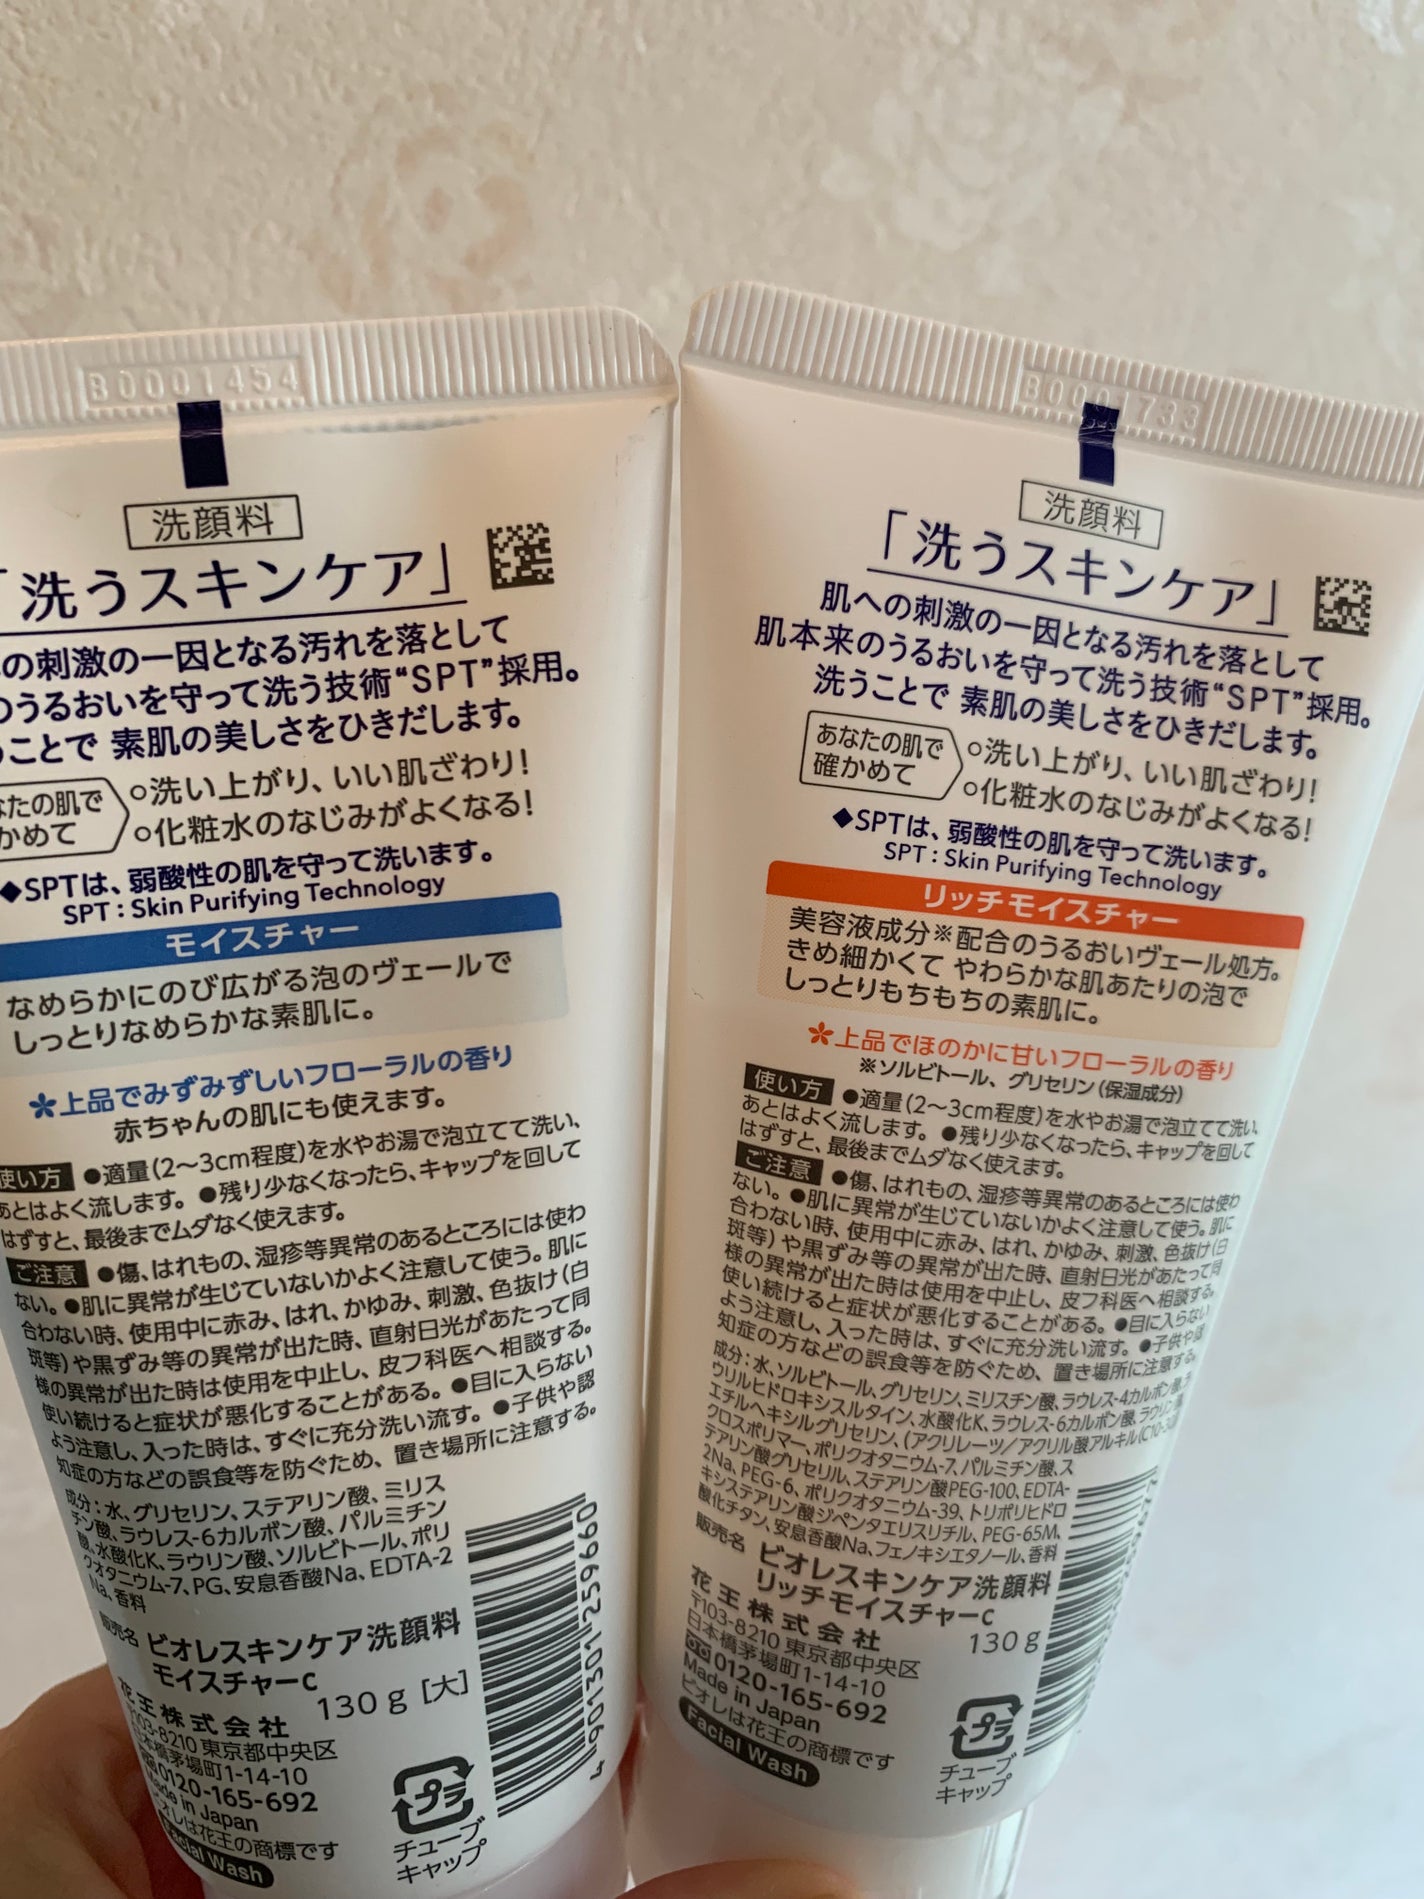 B0001454
洗顔料
「洗うスキンケア」
の刺激の一因となる汚れを落として
のうるおいを守って洗う技術“SPT”採用。
ことで 素肌の美しさをひきだします。
たの肌で
かめて
○洗い上がり、いい肌ざわり!
○化粧水のなじみがよくなる!
◆SPTは、弱酸性の肌を守って洗います。
SPT : Skin Purifying Technology
モイスチャー
なめらかにのび広がる泡のヴェールで
しっとりなめらかな素肌に。
上品でみずみずしいフローラルの香り
赤ちゃんの肌にも使えます。
使い方 ●適量(2〜3cm程度)を水やお湯で泡立てて洗い、
あとはよく流します。 ●残り少なくなったら、キャップを回して
はずすと、最後までムダなく使えます。
ご注意 ●傷、はれもの、湿疹等異常のあるところには使わ
ない。●肌に異常が生じていないかよく注意して使う。肌に
合わない時、使用中に赤み、はれ、かゆみ、刺激、色抜け(白
斑等)や黒ずみ等の異常が出た時、直射日光があたって同
様の異常が出た時は使用を中止し、皮フ科医へ相談する。
使い続けると症状が悪化することがある。●目に入らない
よう注意し、入った時は、すぐに充分洗い流す。●子供や認
知症の方などの誤食等を防ぐため、置き場所に注意する。
成分:水、グリセリン、ステアリン酸、ミリス
チン酸、ラウレス-6カルボン酸、パルミチン
酸、水酸化K、ラウリン酸、ソルビトール、ポリ
クオタニウム-7、PG、安息香酸Na、EDTA-2
Na、香料
販売名 ビオレスキンケア洗顔料
モイスチャーc
130g [大]
花王株式会社
〒103-8210 東京都中央区
日本橋茅場町1-14-10
0120-165-692
Made in Japan
ビオレは花王の商標です
Facial Wash
プラ
チューブ
キャップ
4 901301 259660
B0001733
洗顔料
「洗うスキンケア」
肌への刺激の一因となる汚れを落として
肌本来のうるおいを守って洗う技術“SPT”採用。
洗うことで 素肌の美しさをひきだします。
あなたの肌で
確かめて
○洗い上がり、いい肌ざわり!
○化粧水のなじみがよくなる!
◆SPTは、弱酸性の肌を守って洗います。
SPT : Skin Purifying Technology
リッチモイスチャー
美容液成分※配合のうるおいヴェール処方。
きめ細かくて やわらかな肌あたりの泡で
しっとりもちもちの素肌に。
上品でほのかに甘いフローラルの香り
※ソルビトール、グリセリン(保湿成分)
使い方 ●適量(2〜3cm程度)を水やお湯で泡立てて洗い、
あとはよく流します。 ●残り少なくなったら、キャップを回して
はずすと、最後までムダなく使えます。
ご注意 ●傷、はれもの、湿疹等異常のあるところには使わ
ない。●肌に異常が生じていないかよく注意して使う。肌に
合わない時、使用中に赤み、はれ、かゆみ、刺激、色抜け(白
斑等)や黒ずみ等の異常が出た時、直射日光があたって同
様の異常が出た時は使用を中止し、皮フ科医へ相談する。
使い続けると症状が悪化することがある。●目に入らない
よう注意し、入った時は、すぐに充分洗い流す。●子供や認
知症の方などの誤食等を防ぐため、置き場所に注意する。
成分:水、ソルビトール、グリセリン、ミリスチン酸、ラウレス-4カルボン酸、
ウリルヒドロキシスルタイン、水酸化K、ラウレス-6カルボン酸、ラウリン酸、
エチルヘキシルグリセリン、(アクリレーツ/アクリル酸アルキル(C10-30))
クロスポリマー、ポリクオタニウム-7、パルミチン酸、ス
テアリン酸グリセリル、ステアリン酸PEG-100、EDTA-
2Na、PEG-6、ポリクオタニウム-39、トリポリヒドロ
キシステアリン酸ジペンタエリスリチル、PEG-65M、
酸化チタン、安息香酸Na、フェノキシエタノール、香料
販売名 ビオレスキンケア洗顔料
リッチモイスチャーc
130g
花王株式会社
〒103-8210 東京都中央区
日本橋茅場町1-14-10
0120-165-692
Made in Japan
ビオレは花王の商標です
Facial Wash
プラ
チューブ
キャップ